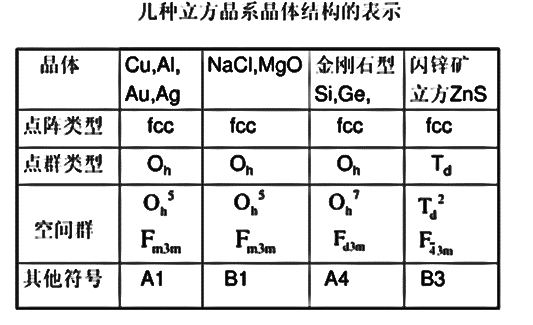 几种立方晶系晶体结构的表示
晶体 Cu,Al, NaCl,MgO 金刚石型 闪锌矿
Au,Ag Si,Ge, 立方ZnS
点阵类型 fcc fcc fcc fcc
点群类型 Oh Oh Oh Td
空间群 Oh⁵ Oh⁵ Oh⁷ Td²
Fm3m Fm3m Fd3m F4̄3m
其他符号 A1 B1 A4 B3